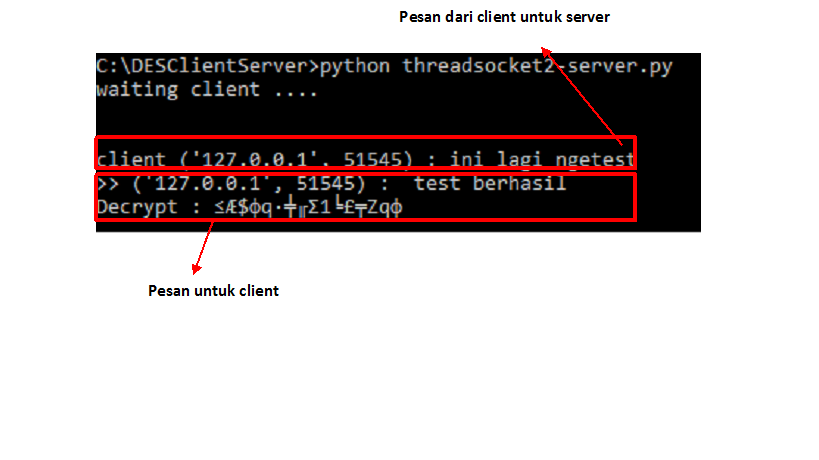 Pesan dari client untuk server
C:\DESClientServer>python threadsocket2-server.py
waiting client ....
client ('127.0.0.1', 51545) : ini lagi ngetest
>> ('127.0.0.1', 51545) :  test berhasil
Decrypt : ≤Æ$φq·╪╔Σ1╘£╤Zqφ
Pesan untuk client